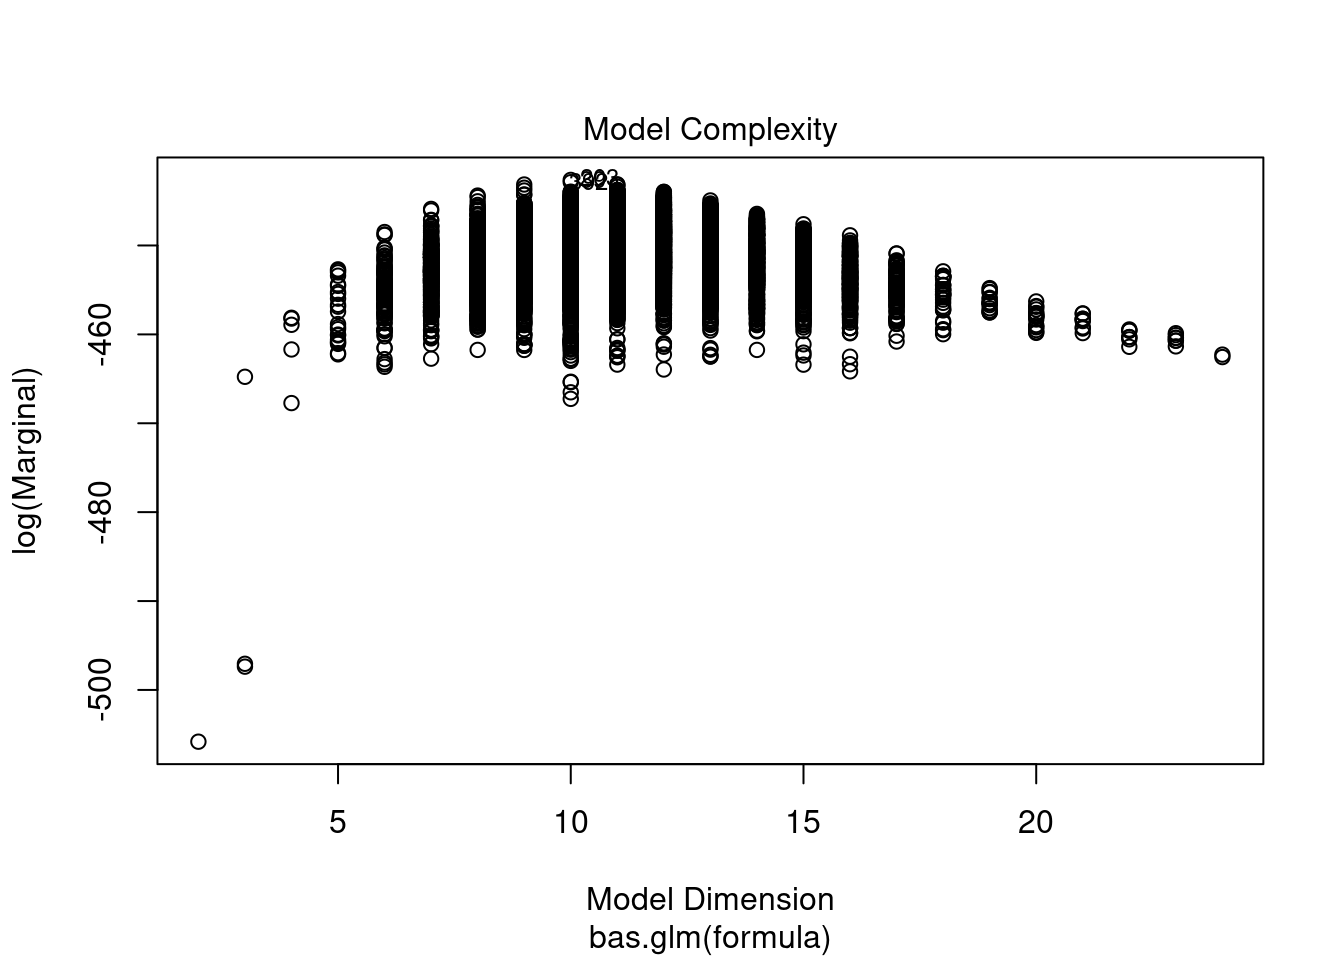 Model Complexity
log(Marginal)
-460
-480
-500
5 10 15 20
Model Dimension
bas.glm(formula)